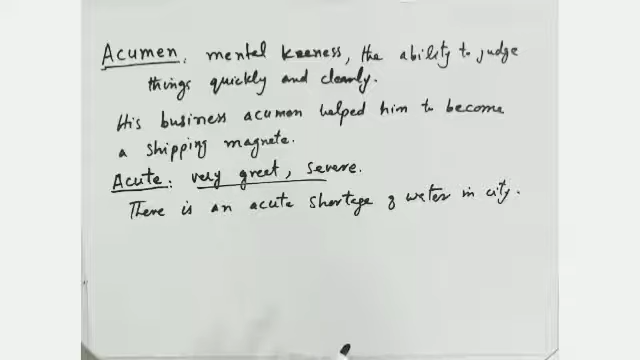 Acumen: mental keeness, the ability to judge
things quickly and clearly.
His business acumen helped him to become
a shipping magnate.
Acute: very great, severe.
There is an acute shortage of water in city.